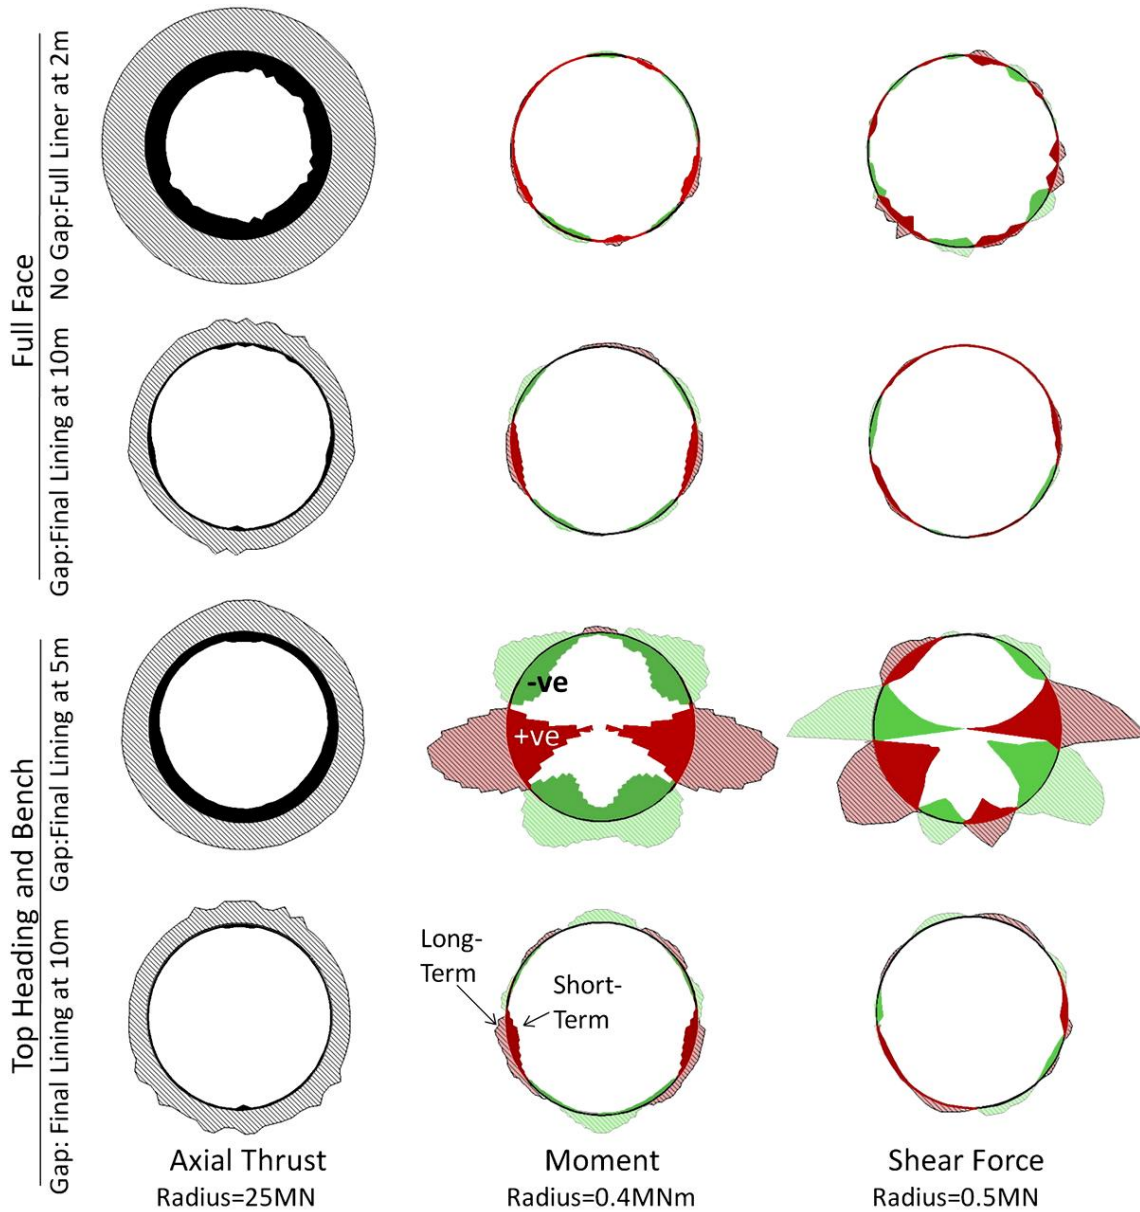 Full Face
No Gap:Full Liner at 2m
Gap:Final Lining at 10m
Top Heading and Bench
Gap:Final Lining at 5m
Gap: Final Lining at 10m
-ve
+ve
Long-
Term
Short-
Term
Axial Thrust
Radius=25MN
Moment
Radius=0.4MNm
Shear Force
Radius=0.5MN